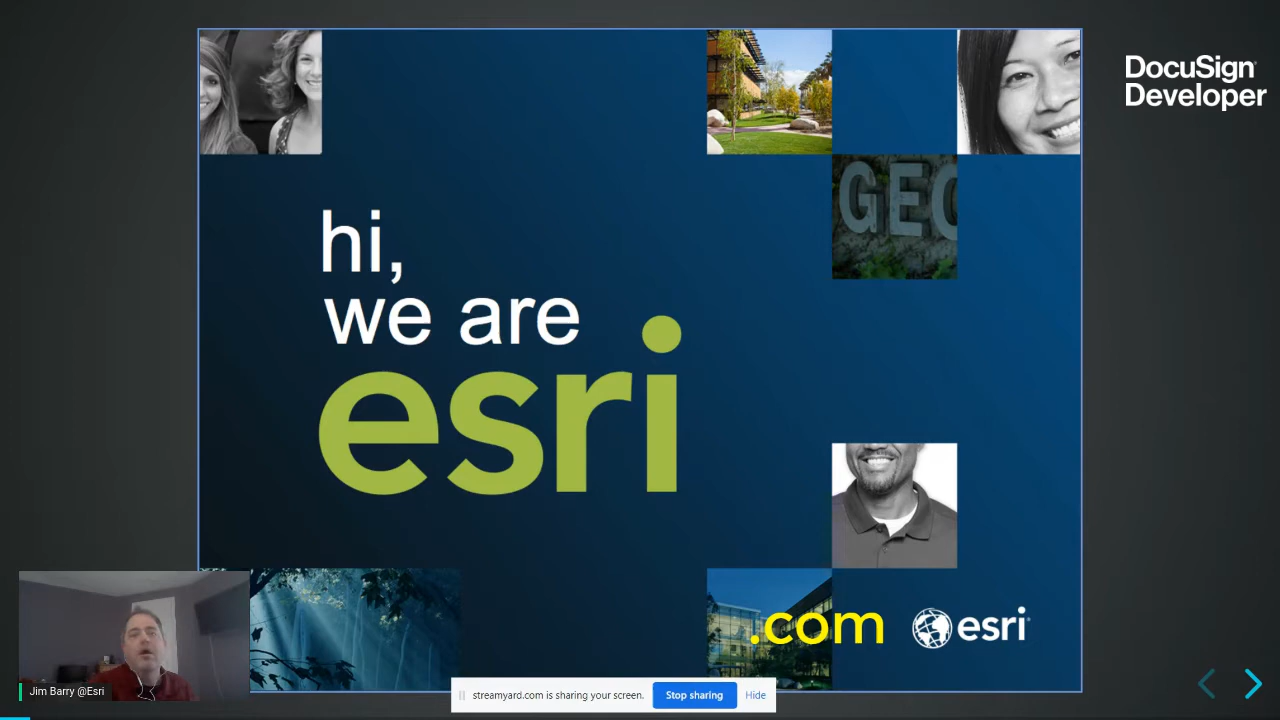 DocuSign
Developer
GEO
hi,
we are
esri
.com
esri
Jim Barry @Esri
streamyard.com is sharing your screen.
Stop sharing
Hide